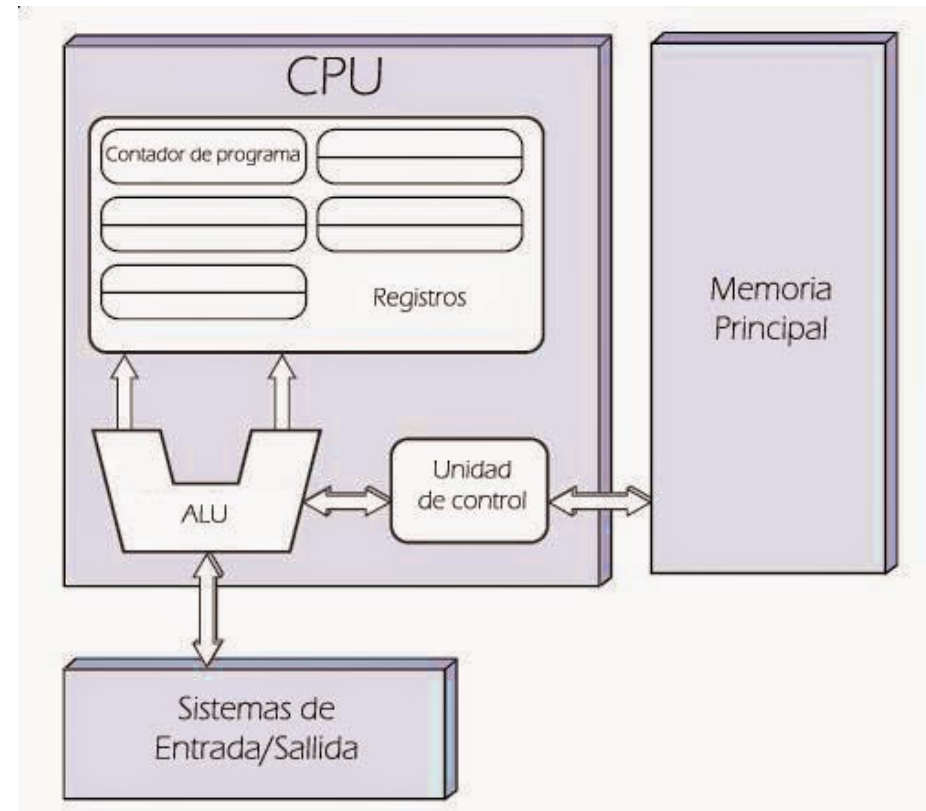 CPU
Contador de programa
Registros
Memoria
Principal
Unidad
de control
ALU
Sistemas de
Entrada/Sallida